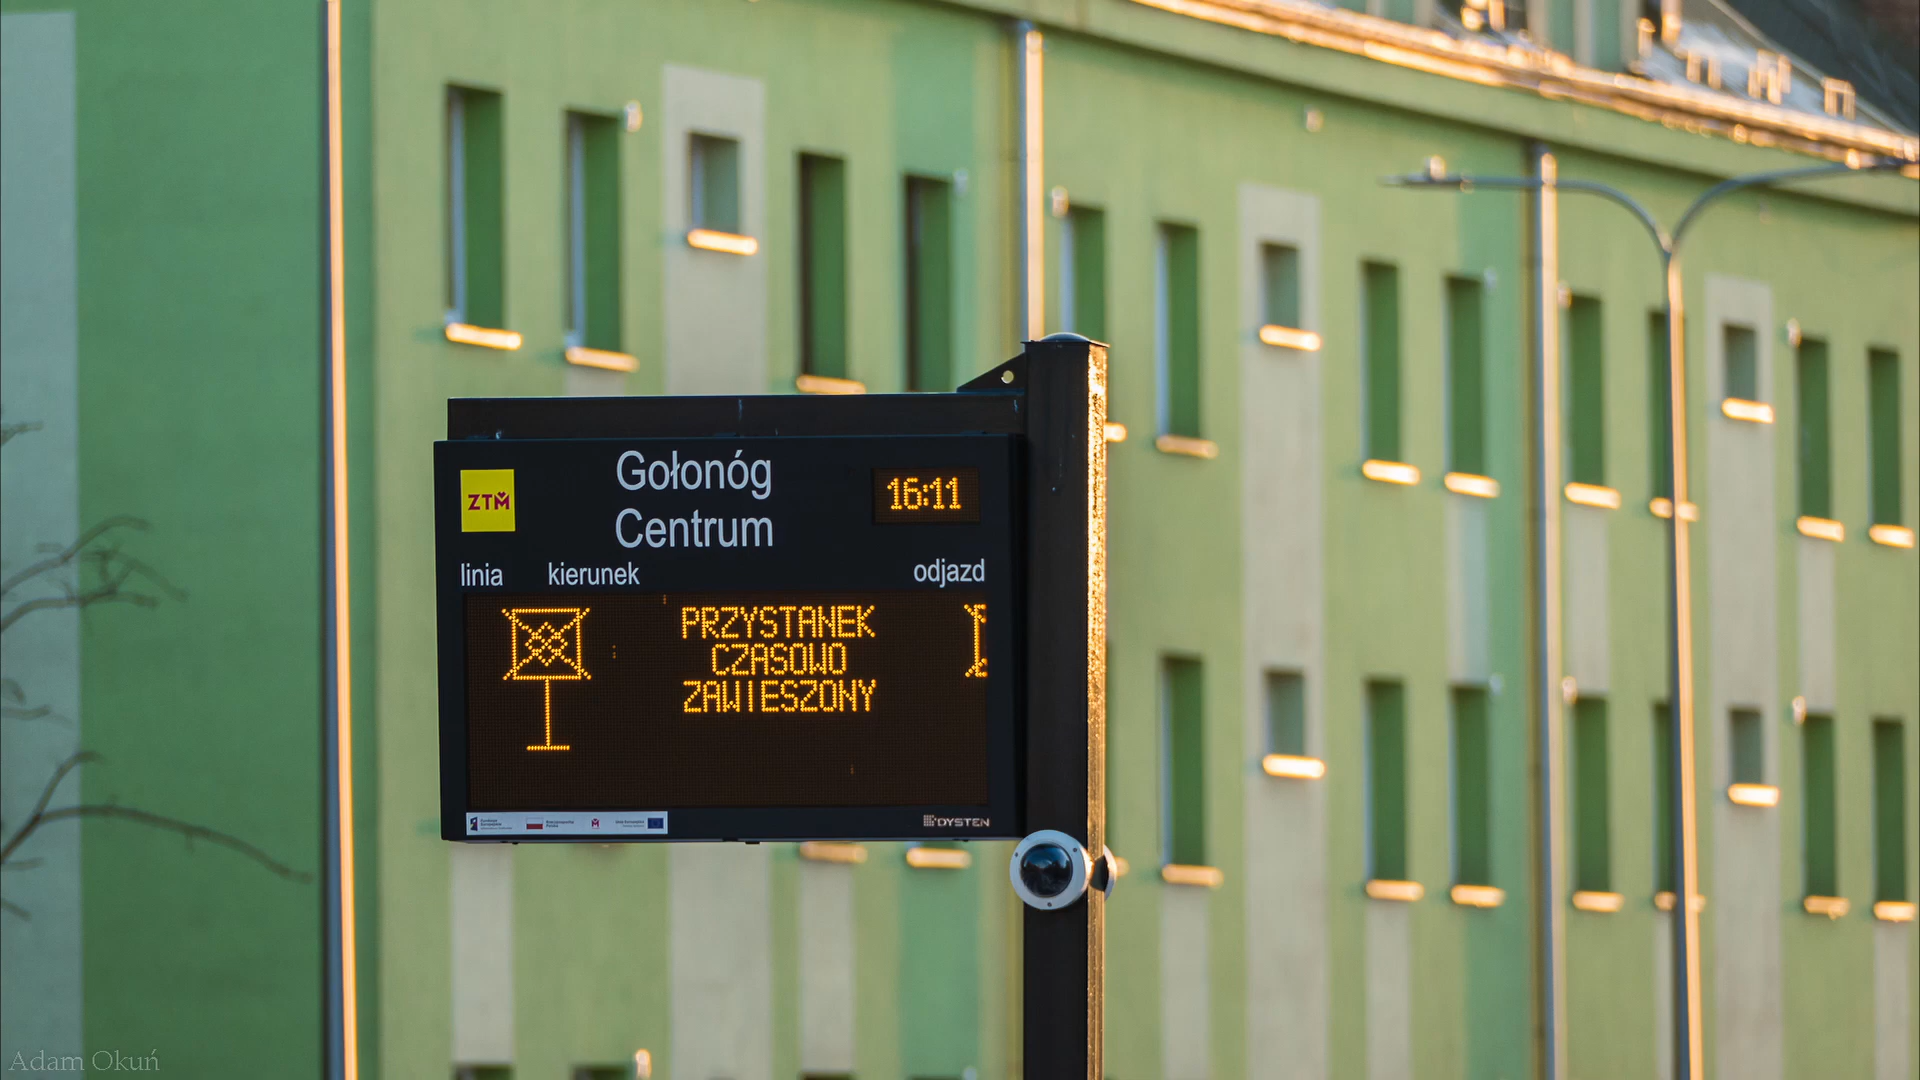 Gołonóg
Centrum
ZTM
16:11
linia kierunek odjazd
PRZYSTANEK
CZASOWO
ZAWIESZONY
DYSTEN
Adam Okuń